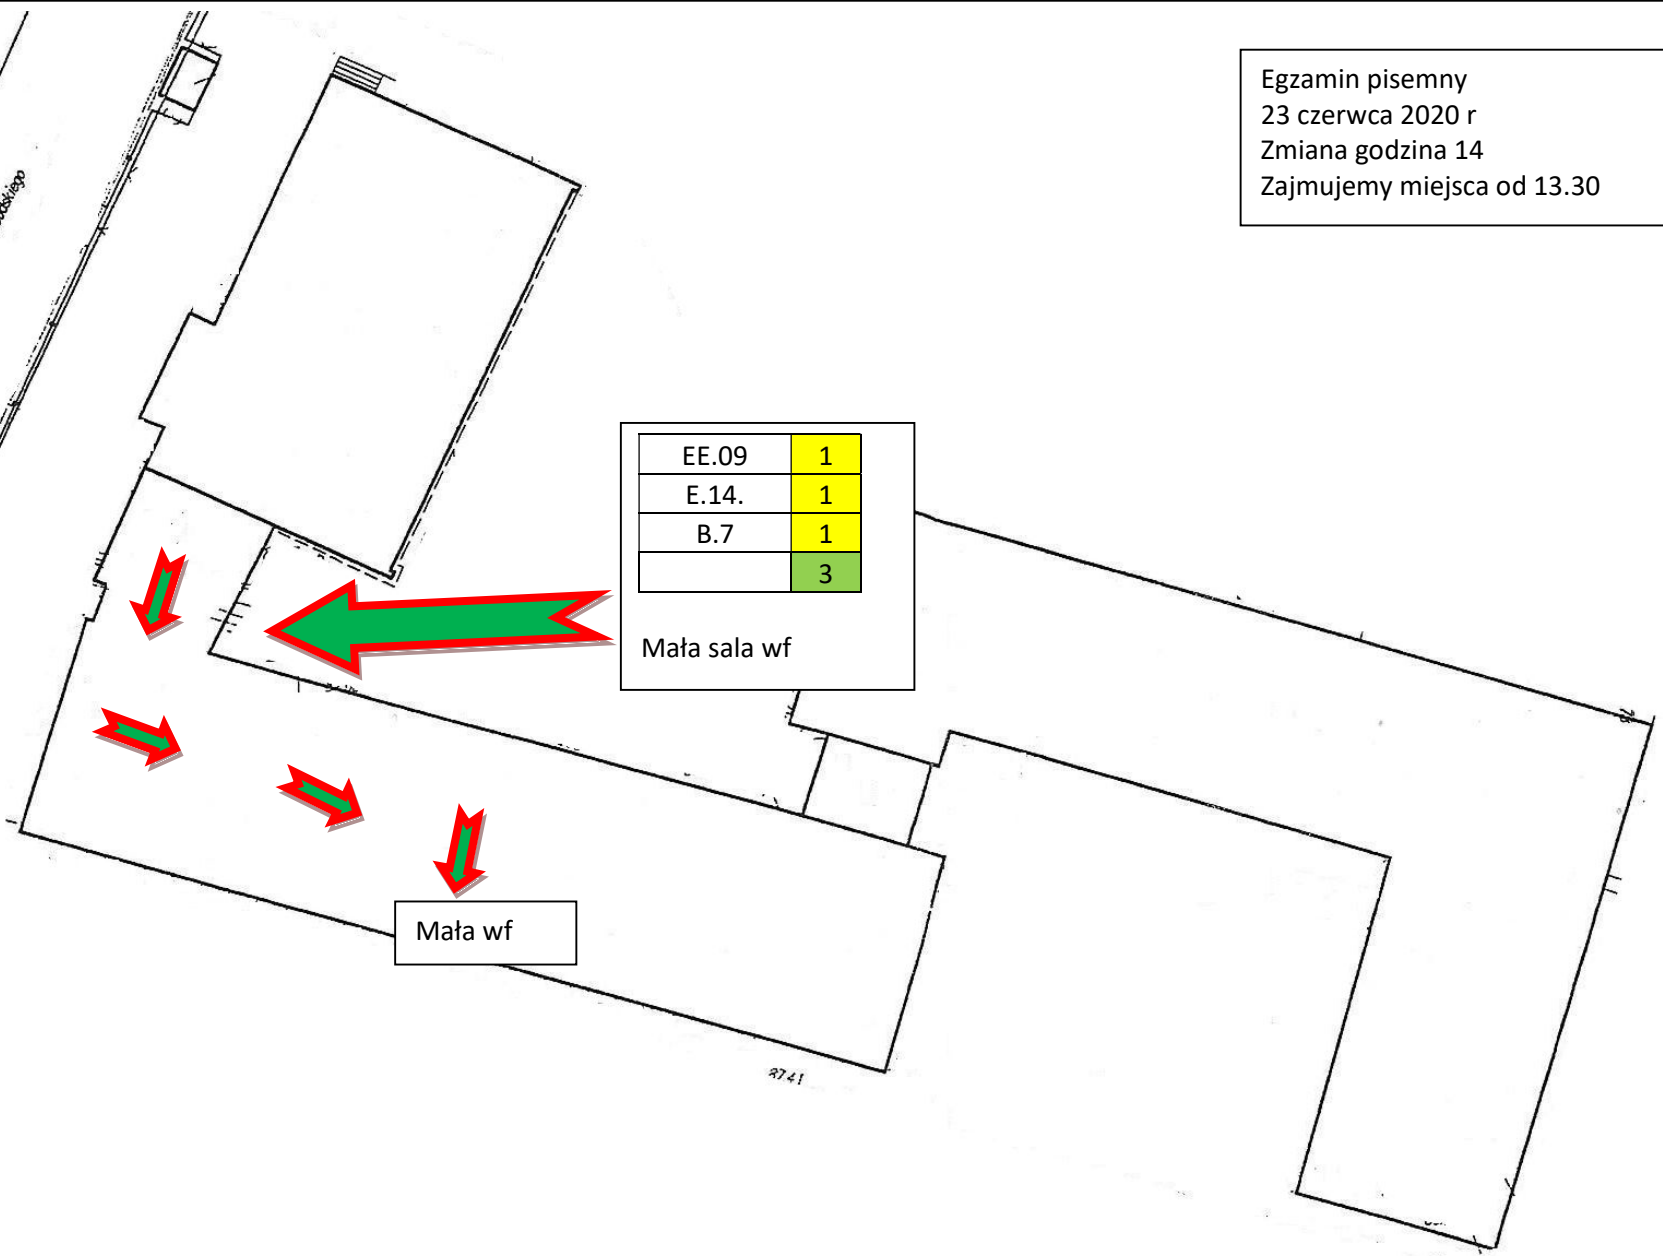 Egzamin pisemny
23 czerwca 2020 r
Zmiana godzina 14
Zajmujemy miejsca od 13.30
EE.09 1
E.14. 1
B.7 1
3
Mała sala wf
Mała wf
8741